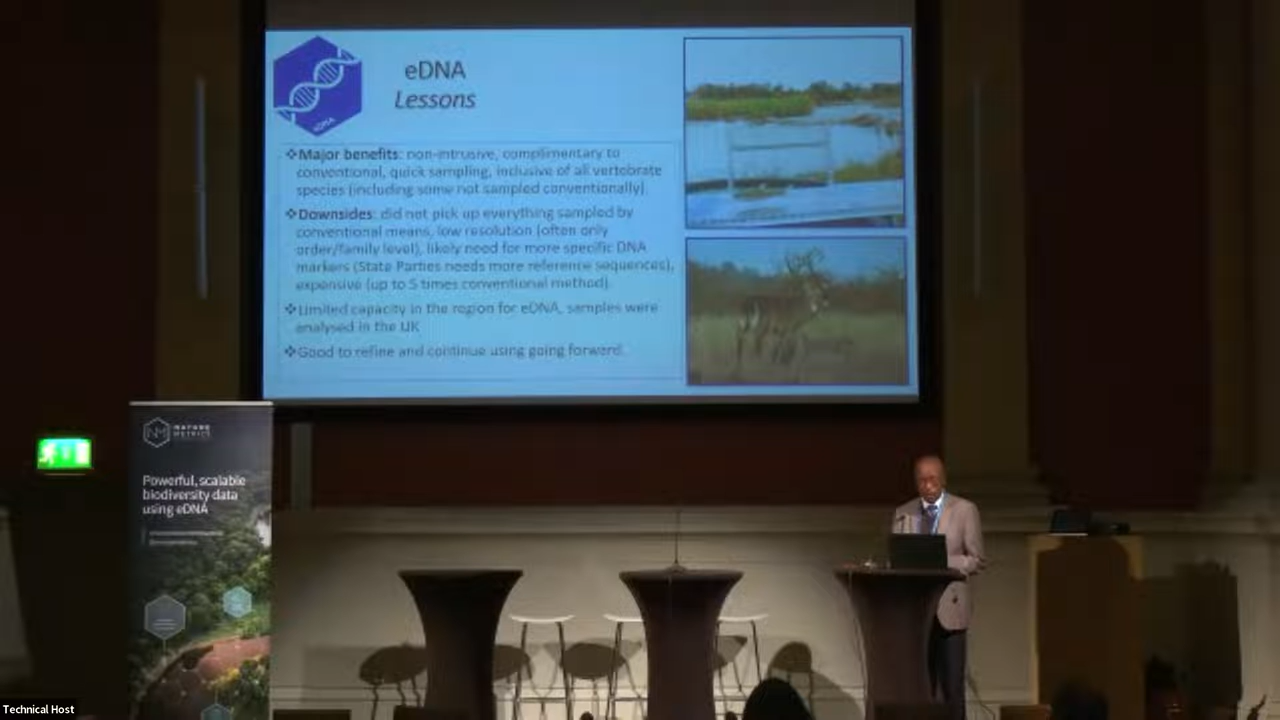 eDNA
Lessons
eDNA
❖Major benefits: non-intrusive, complimentary to
conventional, quick sampling, inclusive of all vertebrate
species (including some not sampled conventionally)
❖Downsides: did not pick up everything sampled by
conventional means, low resolution (often only
order/family level), likely need for more specific DNA
markers (State Parties needs more reference sequences),
expensive (up to 5 times conventional method).
❖Limited capacity in the region for eDNA, samples were
analysed in the UK
❖Good to refine and continue using going forward.
NM NATURE
METRICS
Powerful, scalable
biodiversity data
using eDNA
Technical Host